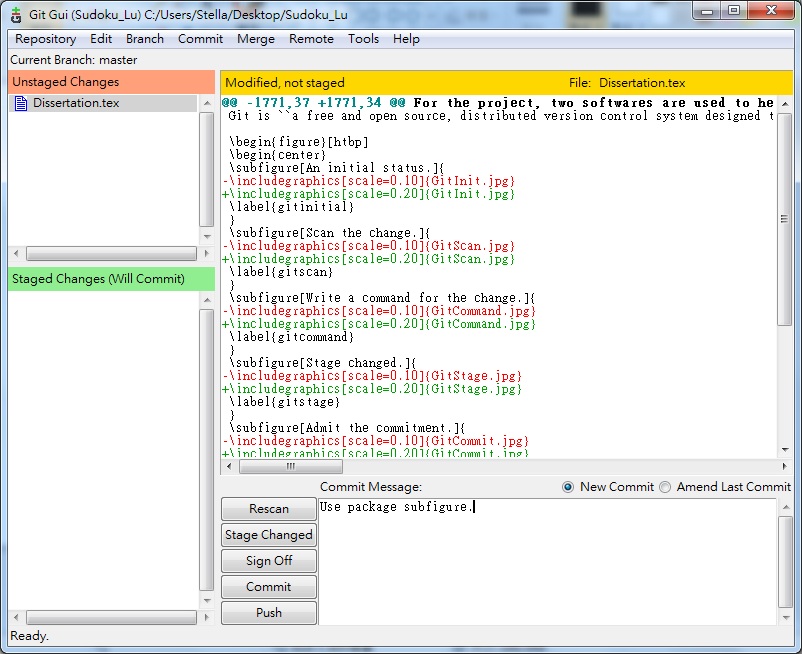 Git Gui (Sudoku_Lu) C:/Users/Stella/Desktop/Sudoku_Lu
Repository Edit Branch Commit Merge Remote Tools Help
Current Branch: master
Unstaged Changes
Dissertation.tex
Staged Changes (Will Commit)
Modified, not staged File: Dissertation.tex
@@ -1771,37 +1771,34 @@ For the project, two softwares are used to he
Git is ``a free and open source, distributed version control system designed t
\begin{figure}[htbp]
\begin{center}
\subfigure[An initial status.]{
-\includegraphics[scale=0.10]{GitInit.jpg}
+\includegraphics[scale=0.20]{GitInit.jpg}
\label{gitinitial}
}
\subfigure[Scan the change.]{
-\includegraphics[scale=0.10]{GitScan.jpg}
+\includegraphics[scale=0.20]{GitScan.jpg}
\label{gitscan}
}
\subfigure[Write a command for the change.]{
-\includegraphics[scale=0.10]{GitCommand.jpg}
+\includegraphics[scale=0.20]{GitCommand.jpg}
\label{gitcommand}
}
\subfigure[Stage changed.]{
-\includegraphics[scale=0.10]{GitStage.jpg}
+\includegraphics[scale=0.20]{GitStage.jpg}
\label{gitstage}
}
\subfigure[Admit the commitment.]{
-\includegraphics[scale=0.10]{GitCommit.jpg}
+\includegraphics[scale=0.20]{GitCommit.jpg}
Commit Message: New Commit Amend Last Commit
Rescan
Stage Changed
Sign Off
Commit
Push
Use package subfigure.
Ready.